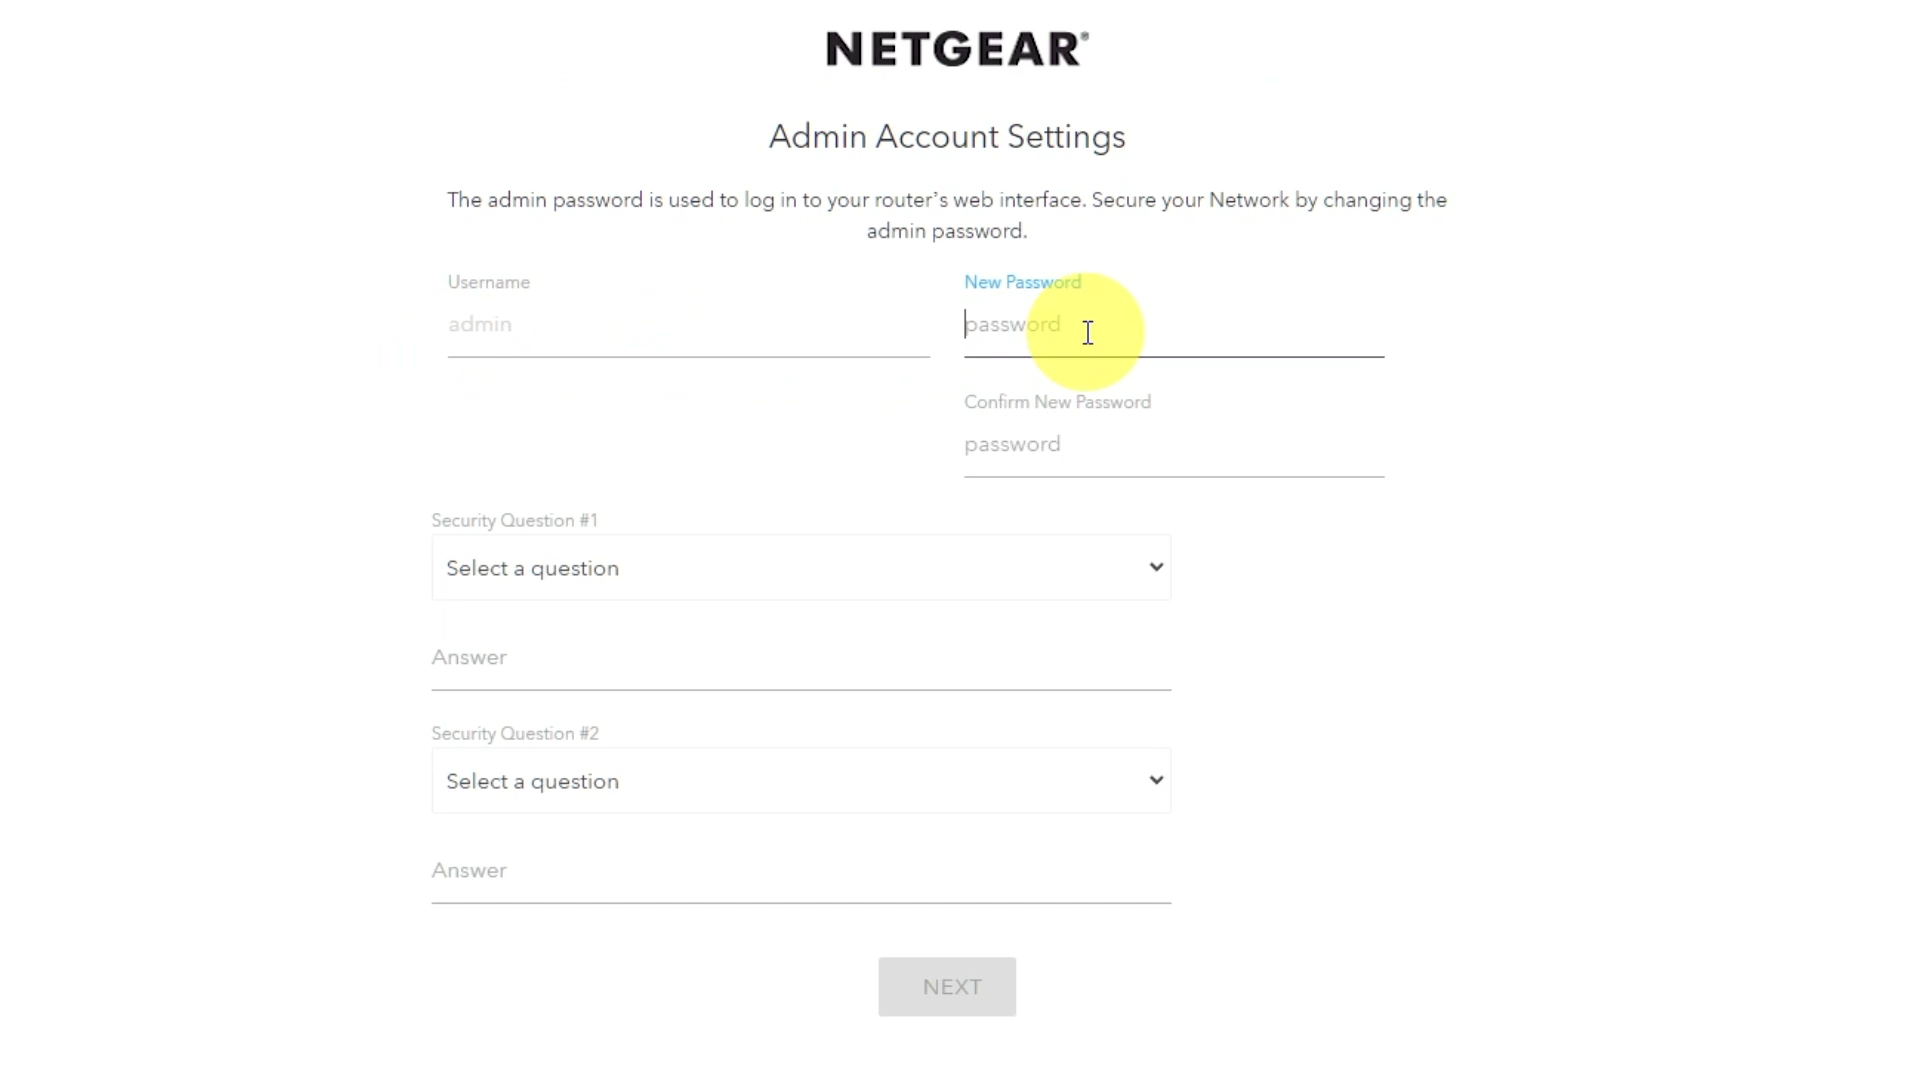 NETGEAR®
Admin Account Settings
The admin password is used to log in to your router's web interface. Secure your Network by changing the
admin password.
Username
New Password
admin
password
Confirm New Password
password
Security Question #1
Select a question
Answer
Security Question #2
Select a question
Answer
NEXT